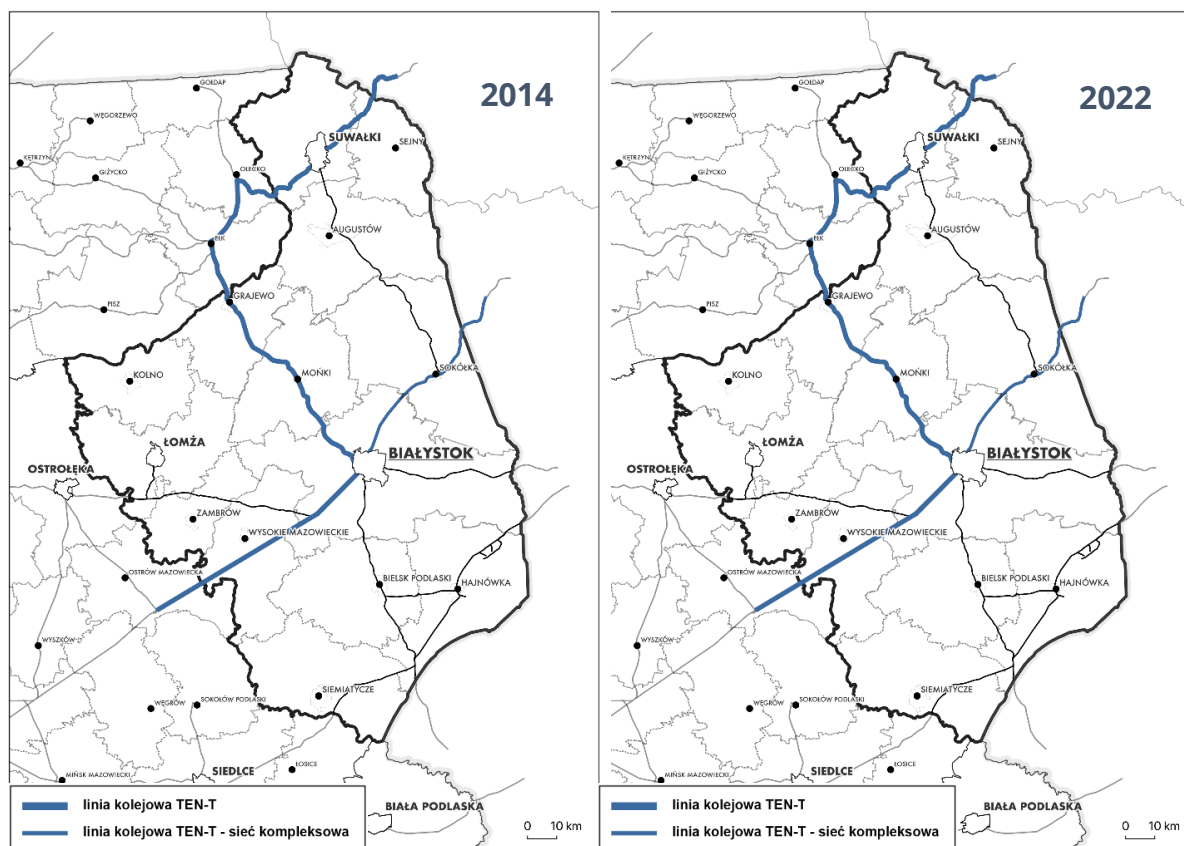 2014
GOŁDAP
WĘGORZEWO
SUWAŁKI
SEJNY
KĘTRZYN
GIŻYCKO
OLECKO
AUGUSTÓW
EŁK
GRAJEWO
PISZ
SOKÓŁKA
KOLNO
MOŃKI
ŁOMŻA
BIAŁYSTOK
OSTROŁĘKA
ZAMBRÓW
WYSOKIE MAZOWIECKIE
OSTRÓW MAZOWIECKA
BIELSK PODLASKI
HAJNÓWKA
WYSZKÓW
SIEMIATYCZE
WĘGRÓW
SOKOŁÓW PODLASKI
MIŃSK MAZOWIECKI
SIEDLCE
ŁOSICE
BIAŁA PODLASKA
linia kolejowa TEN-T
linia kolejowa TEN-T - sieć kompleksowa
0 10 km
2022
GOŁDAP
WĘGORZEWO
SUWAŁKI
SEJNY
KĘTRZYN
GIŻYCKO
OLECKO
AUGUSTÓW
EŁK
GRAJEWO
PISZ
SOKÓŁKA
KOLNO
MOŃKI
ŁOMŻA
BIAŁYSTOK
OSTROŁĘKA
ZAMBRÓW
WYSOKIE MAZOWIECKIE
OSTRÓW MAZOWIECKA
BIELSK PODLASKI
HAJNÓWKA
WYSZKÓW
SIEMIATYCZE
WĘGRÓW
SOKOŁÓW PODLASKI
MIŃSK MAZOWIECKI
SIEDLCE
ŁOSICE
BIAŁA PODLASKA
linia kolejowa TEN-T
linia kolejowa TEN-T - sieć kompleksowa
0 10 km